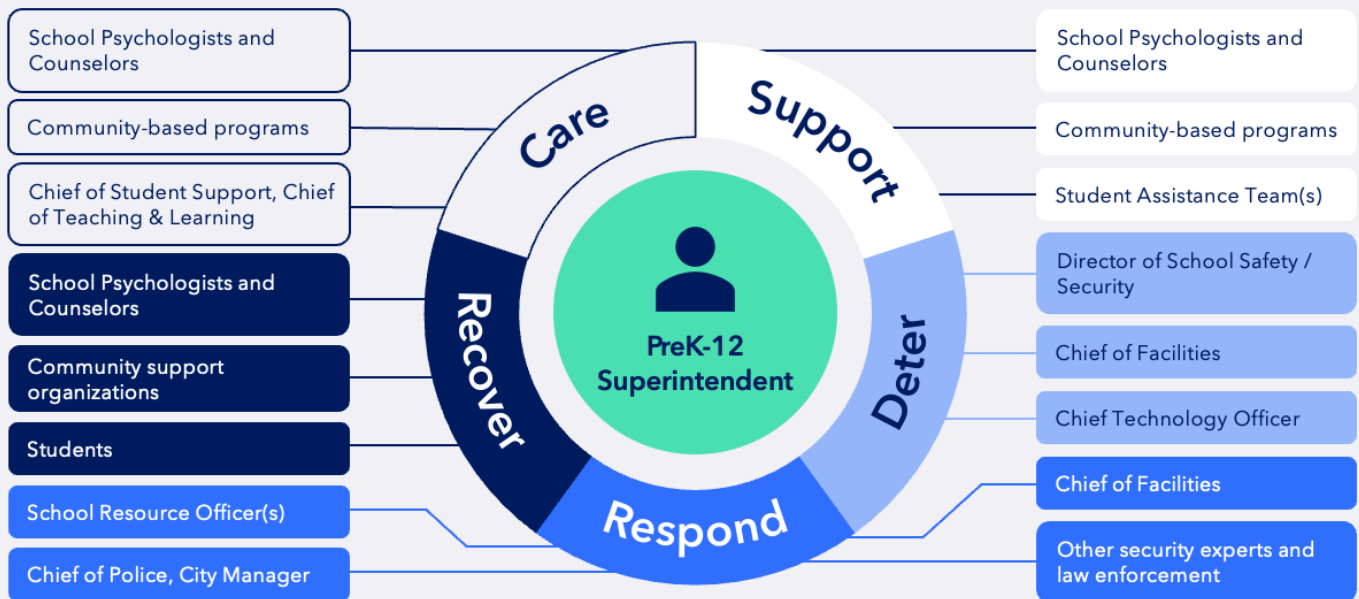 School Psychologists and
Counselors
Community-based programs
Chief of Student Support, Chief
of Teaching & Learning
School Psychologists and
Counselors
Community support
organizations
Students
School Resource Officer(s)
Chief of Police, City Manager
Care
Support
Recover
Deter
Respond
PreK-12
Superintendent
School Psychologists and
Counselors
Community-based programs
Student Assistance Team(s)
Director of School Safety /
Security
Chief of Facilities
Chief Technology Officer
Chief of Facilities
Other security experts and
law enforcement